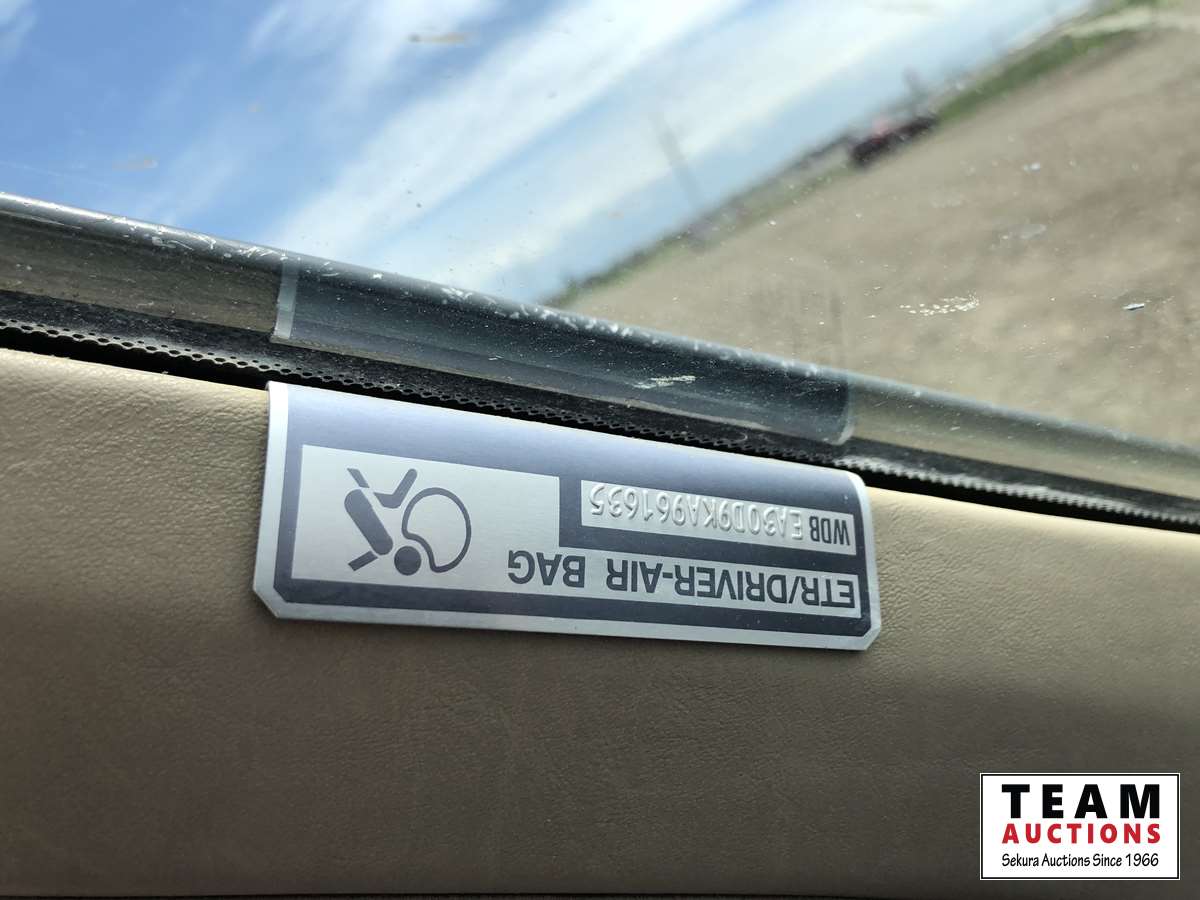 ETR/DRIVER-AIR BAG
WDB EA30D9KA961635
TEAM
AUCTIONS
Sekura Auctions Since 1966